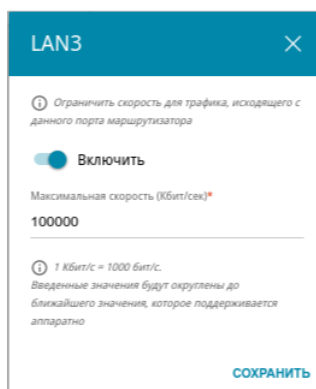 LAN3
Ограничить скорость для трафика, исходящего с
данного порта маршрутизатора
Включить
Максимальная скорость (Кбит/сек)*
100000
1 Кбит/с = 1000 бит/с.
Введенные значения будут округлены до
ближайшего значения, которое поддерживается
аппаратно
СОХРАНИТЬ